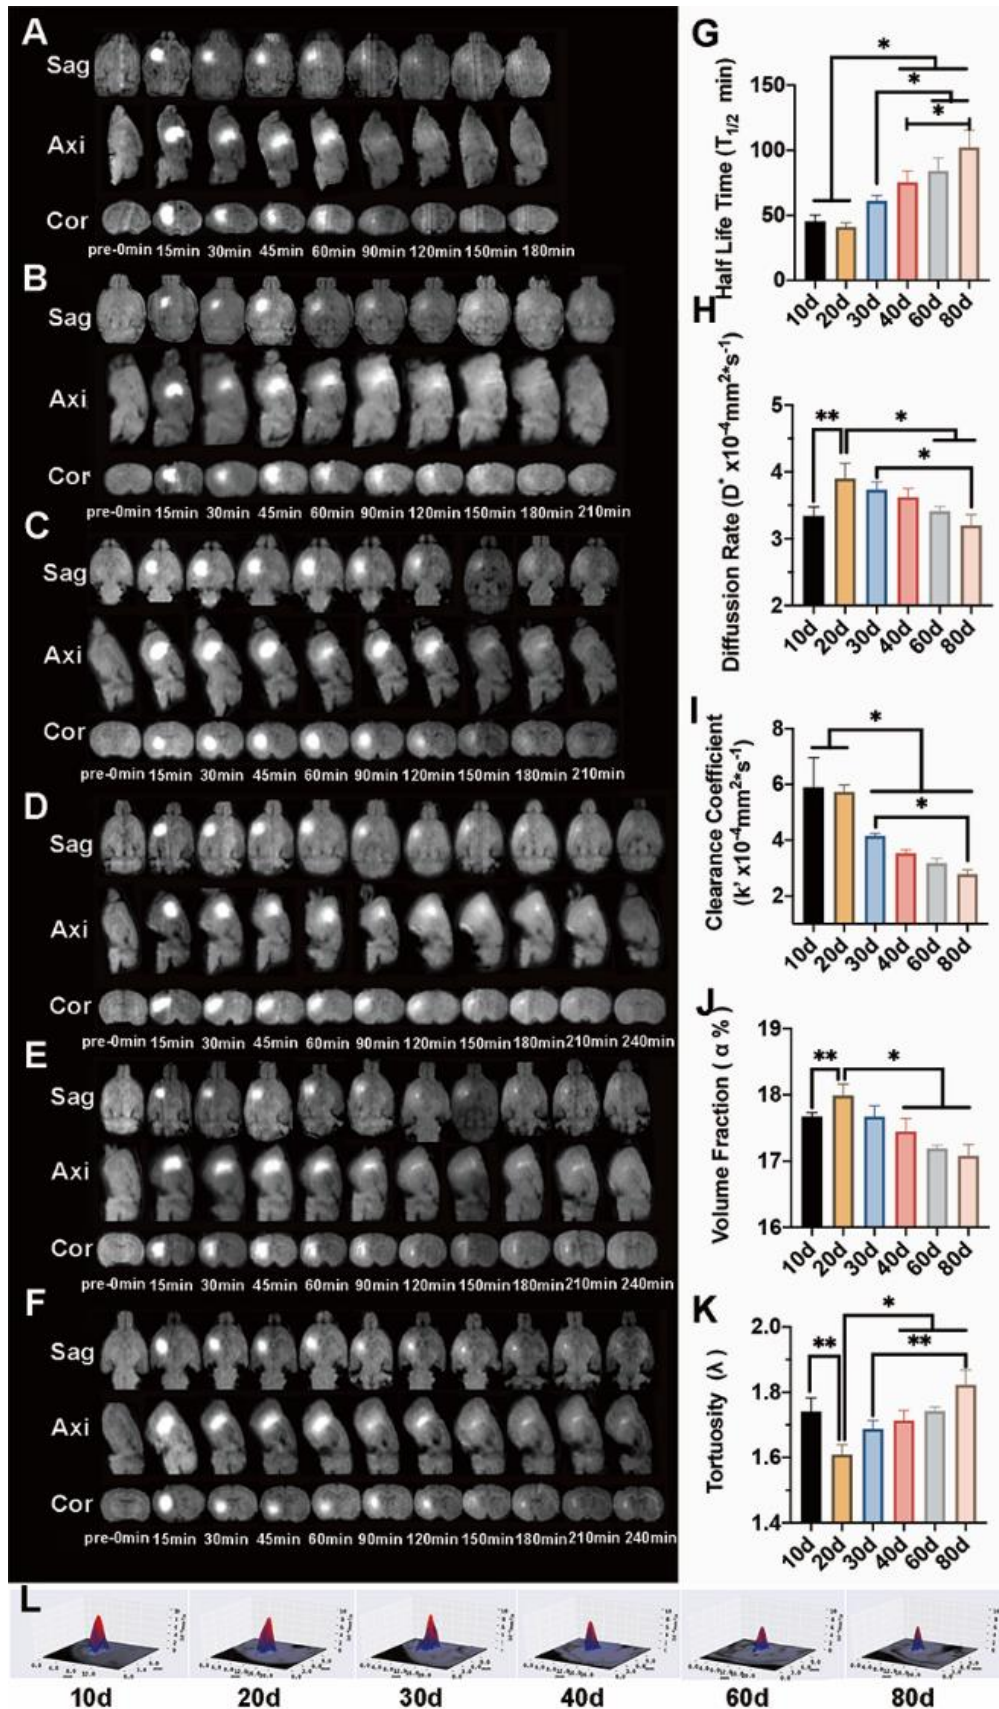 A
Sag
Axi
Cor
pre-0min 15min 30min 45min 60min 90min 120min 150min 180min
B
Sag
Axi
Cor
pre-0min 15min 30min 45min 60min 90min 120min 150min 180min 210min
C
Sag
Axi
Cor
pre-0min 15min 30min 45min 60min 90min 120min 150min 180min 210min
D
Sag
Axi
Cor
pre-0min 15min 30min 45min 60min 90min 120min 150min 180min 210min 240min
E
Sag
Axi
Cor
pre-0min 15min 30min 45min 60min 90min 120min 150min 180min 210min 240min
F
Sag
Axi
Cor
pre-0min 15min 30min 45min 60min 90min 120min 150min 180min 210min 240min
G
Half Life Time (T1/2 min)
150
100
50
0
* * *
10d 20d 30d 40d 60d 80d
H
Diffussion Rate (D* x10-4mm2*s-1)
5
4
3
2
** * *
10d 20d 30d 40d 60d 80d
I
Clearance Coefficient
(k' x10-4mm2*s-1)
8
6
4
2
* *
10d 20d 30d 40d 60d 80d
J
Volume Fraction ( α % )
19
18
17
16
** *
10d 20d 30d 40d 60d 80d
K
Tortuosity (λ)
2.0
1.8
1.6
1.4
** * **
10d 20d 30d 40d 60d 80d
L
10d 20d 30d 40d 60d 80d